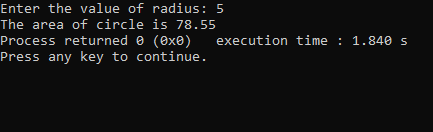 Enter the value of radius: 5
The area of circle is 78.55
Process returned 0 (0x0)   execution time : 1.840 s
Press any key to continue.